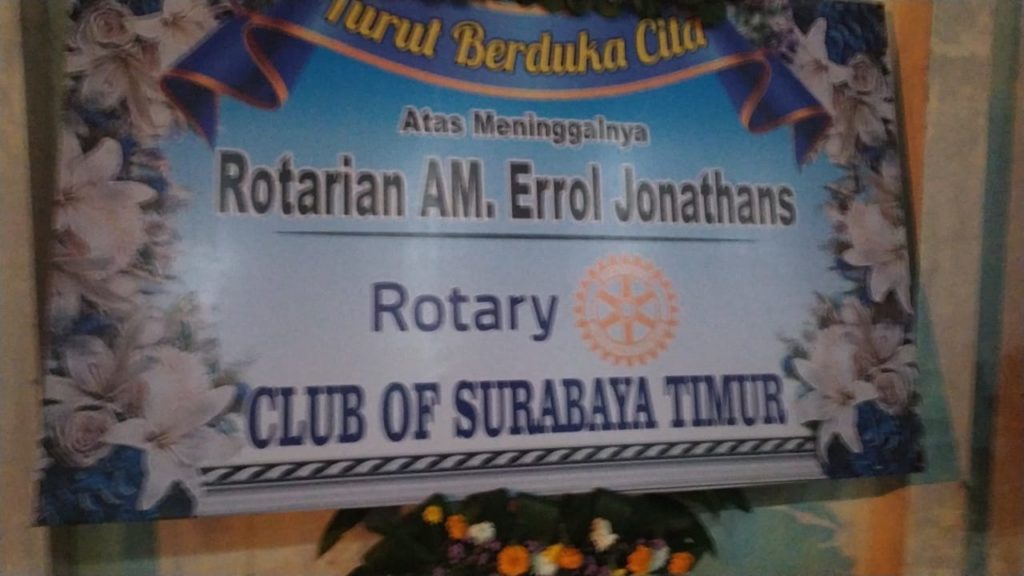 Turut Berduka Cita
Atas Meninggalnya
Rotarian AM. Errol Jonathans
Rotary
CLUB OF SURABAYA TIMUR